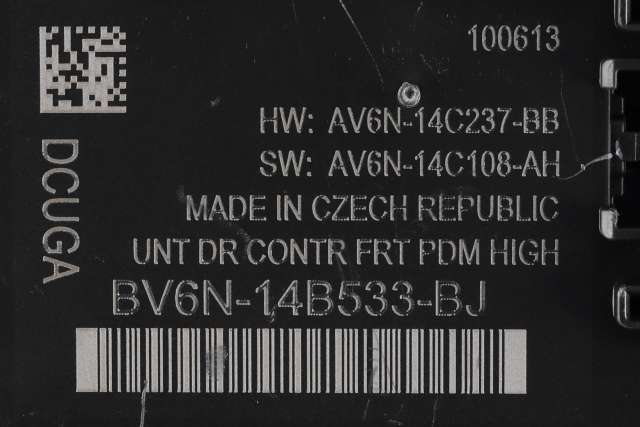 100613
HW: AV6N-14C237-BB
SW: AV6N-14C108-AH
DCUGA
MADE IN CZECH REPUBLIC
UNT DR CONTR FRT PDM HIGH
BV6N-14B533-BJ